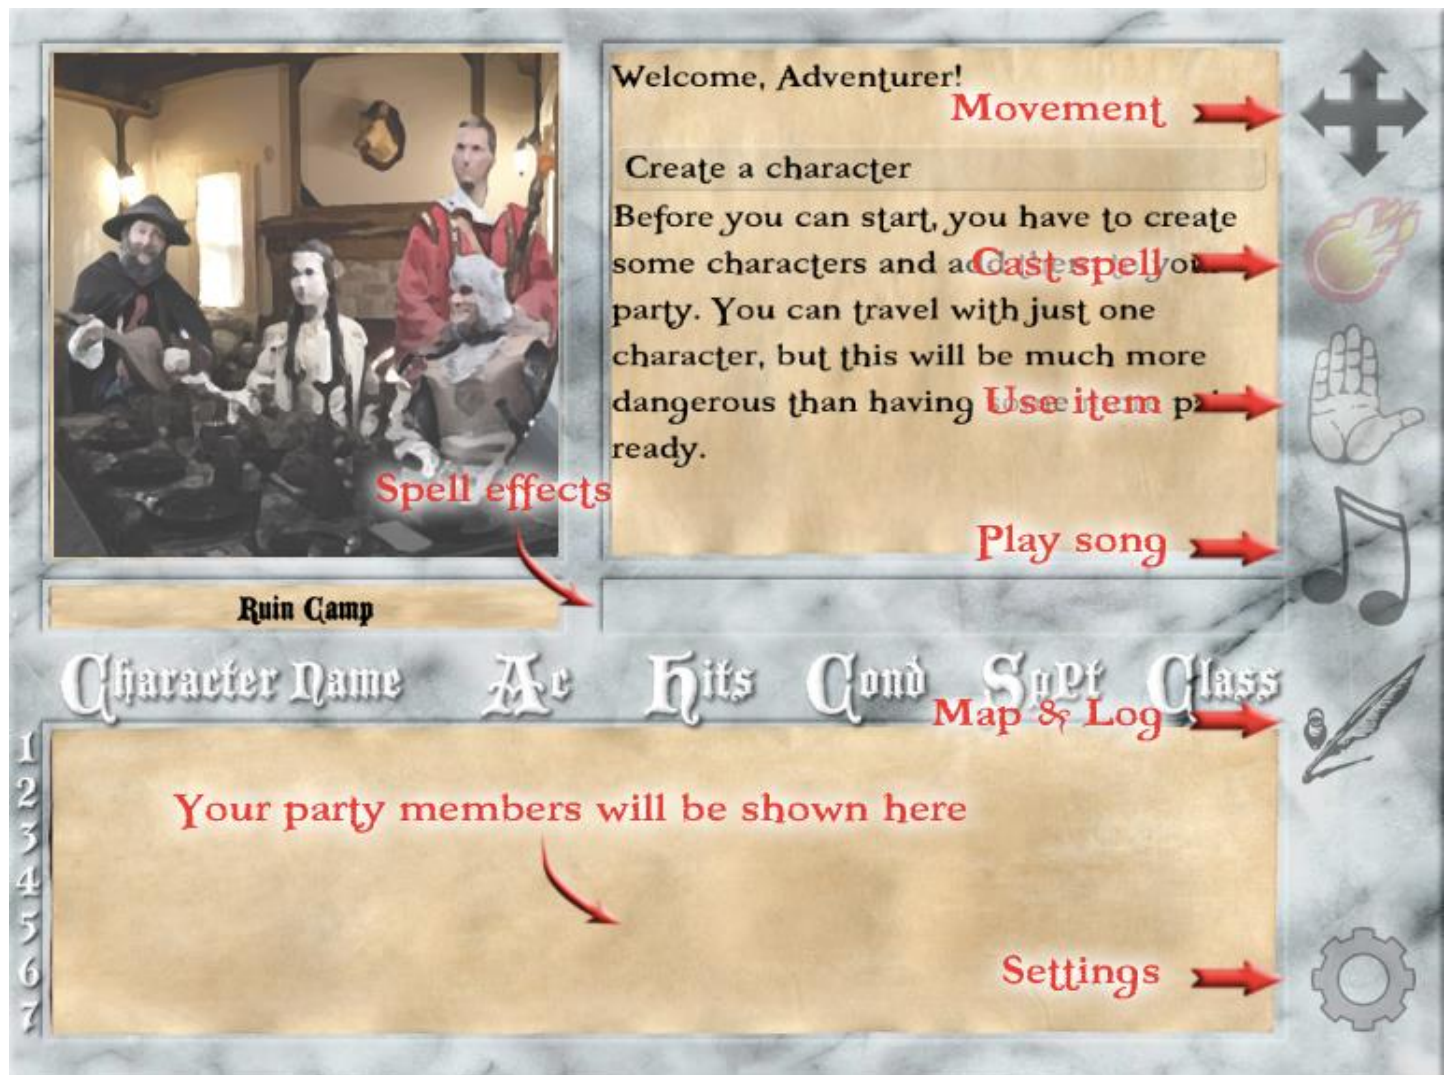 Welcome, Adventurer!
Movement
Create a character
Before you can start, you have to create
some characters and
Cast spell
party. You can travel with just one
character, but this will be much more
dangerous than having
Use item
ready.
Spell effects
Play song
Ruin Camp
Character Name Ac Hits Cond SpPt Class
Map & Log
1
2
3
4
5
6
7
Your party members will be shown here
Settings